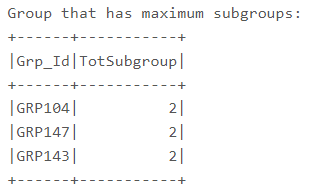 Group that has maximum subgroups:
+------+-----------+
|Grp_Id|TotSubgroup|
+------+-----------+
|GRP104|          2|
|GRP147|          2|
|GRP143|          2|
+------+-----------+